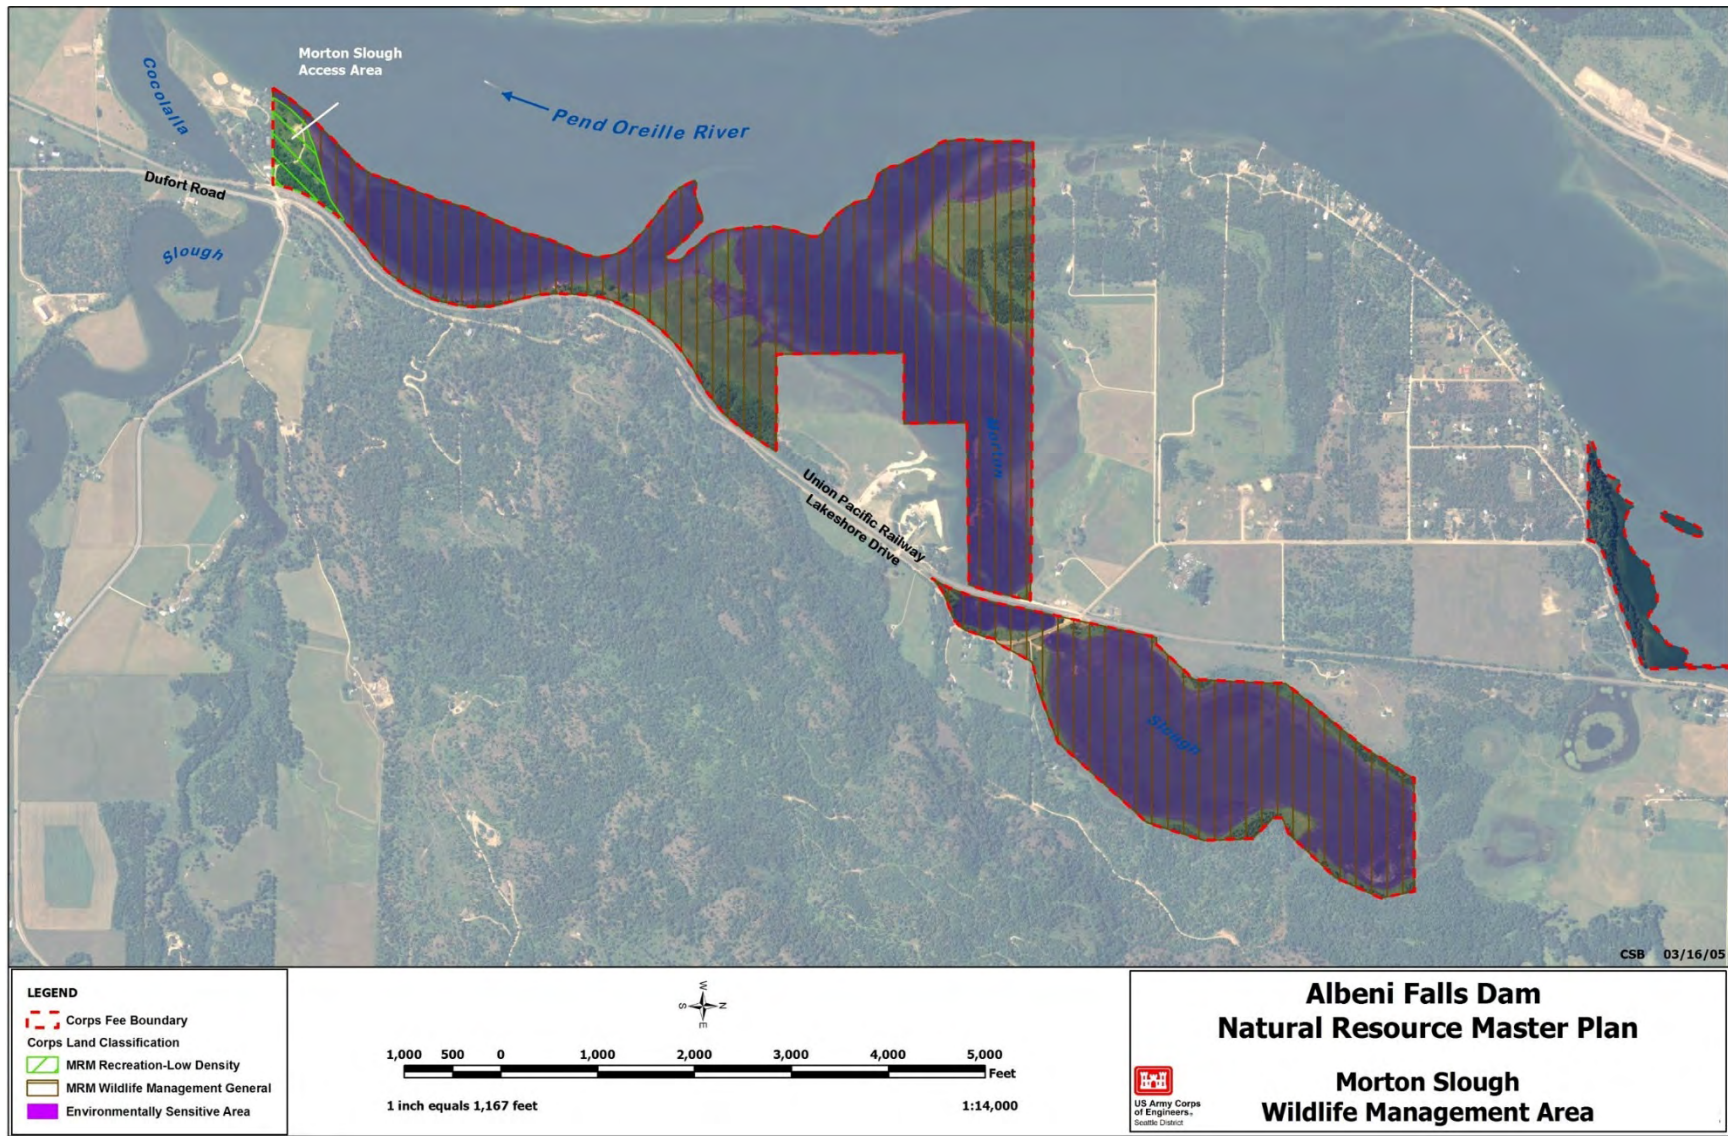 Morton Slough
Access Area
Cocolalla
Pend Oreille River
Dufort Road
Slough
Morton
Union Pacific Railway
Lakeshore Drive
Slough
CSB 03/16/05
LEGEND
Corps Fee Boundary
Corps Land Classification
MRM Recreation-Low Density
MRM Wildlife Management General
Environmentally Sensitive Area
W
S N
E
1,000 500 0 1,000 2,000 3,000 4,000 5,000
Feet
1 inch equals 1,167 feet
1:14,000
Albeni Falls Dam
Natural Resource Master Plan
US Army Corps
of Engineers®
Seattle District
Morton Slough
Wildlife Management Area